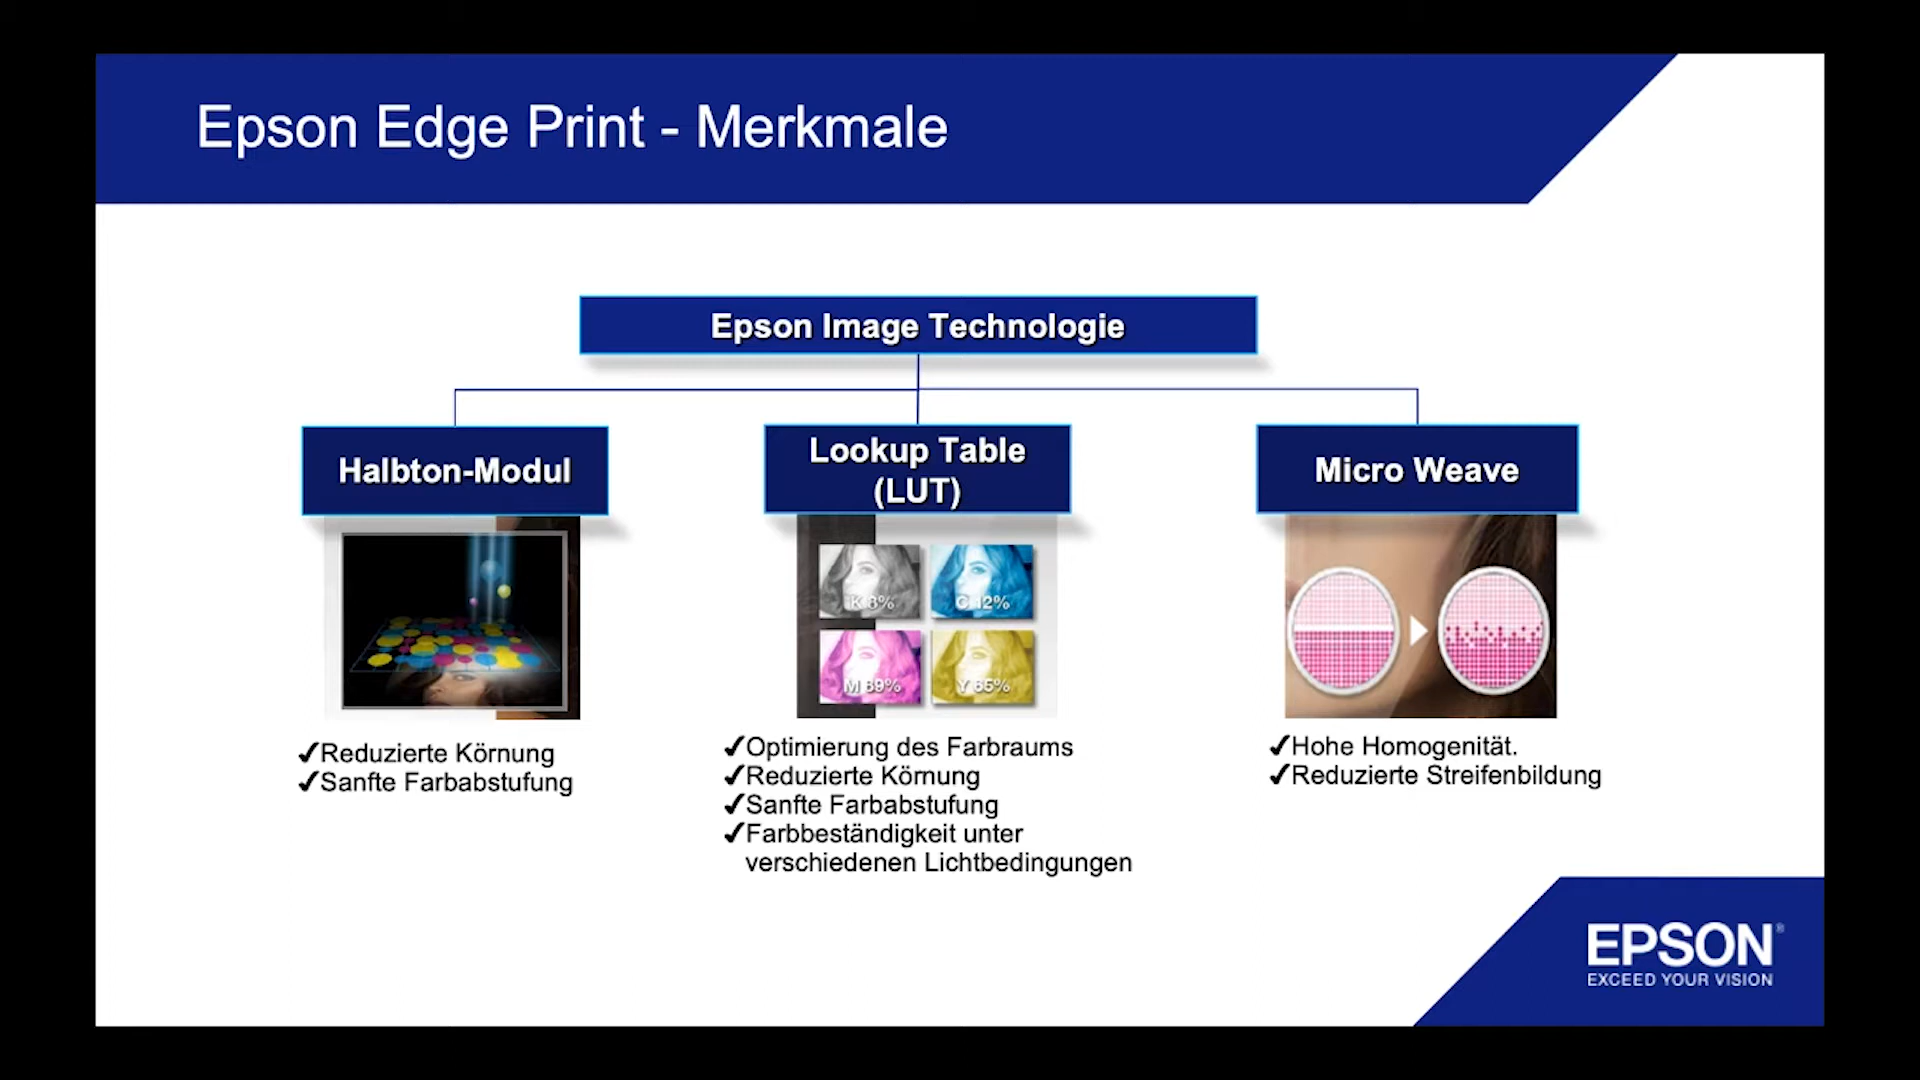 Epson Edge Print - Merkmale
Epson Image Technologie
Halbton-Modul
Lookup Table
(LUT)
Micro Weave
K 8%
C 12%
M 69%
Y 65%
✓Reduzierte Körnung
✓Sanfte Farbabstufung
✓Optimierung des Farbraums
✓Reduzierte Körnung
✓Sanfte Farbabstufung
✓Farbbeständigkeit unter
verschiedenen Lichtbedingungen
✓Hohe Homogenität.
✓Reduzierte Streifenbildung
EPSON®
EXCEED YOUR VISION